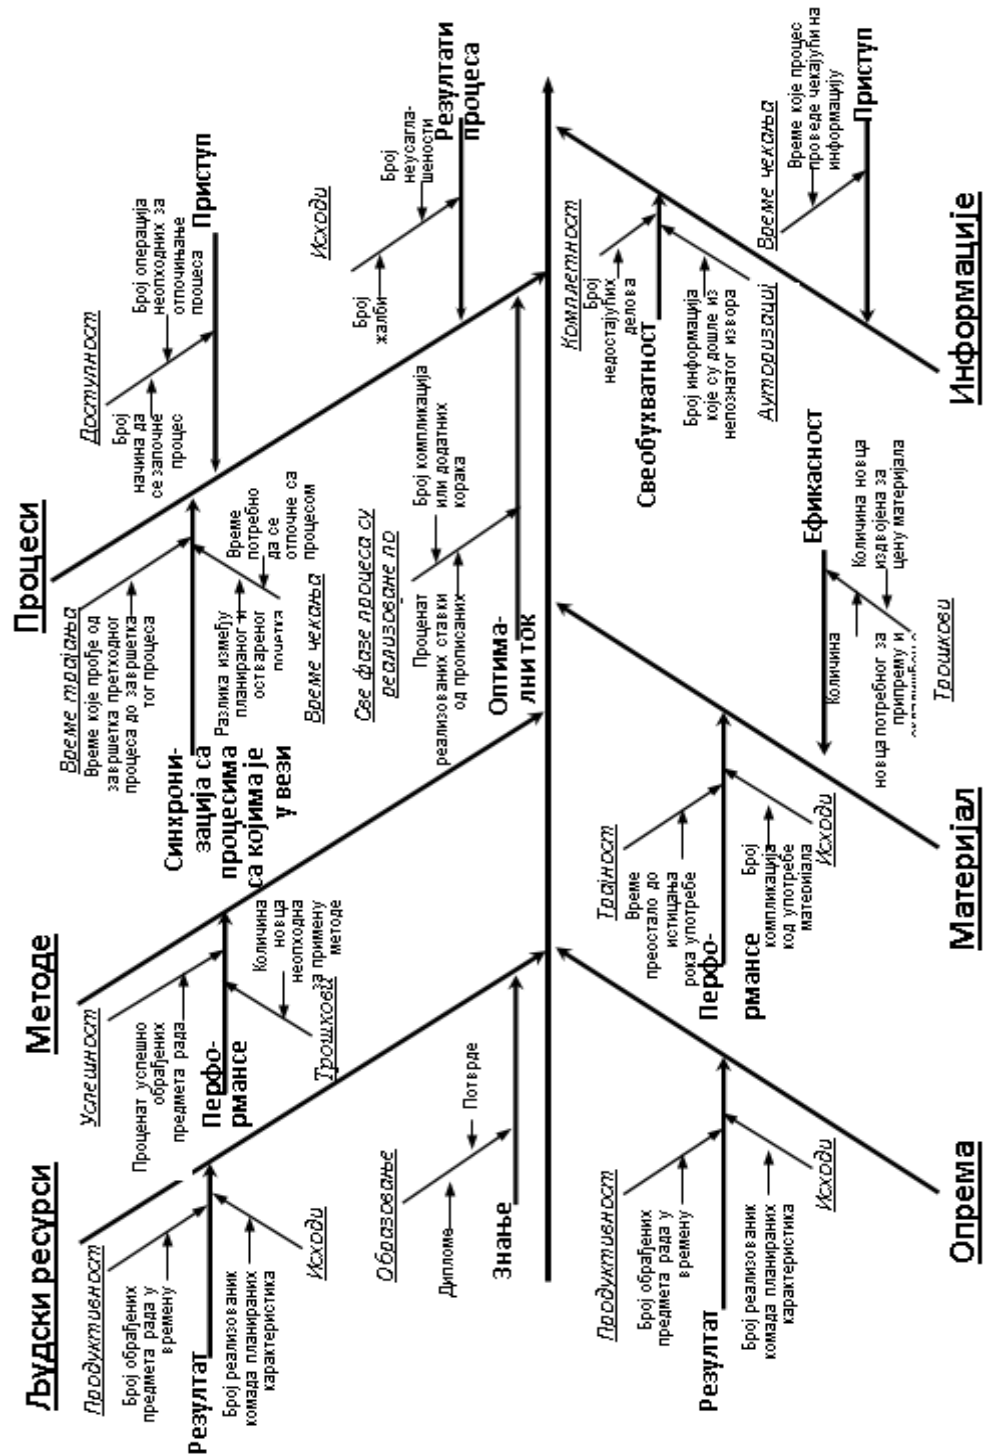 Људски ресурси
Продуктивност
Број обрађених
предмета рада у
времену
Резултат
Број реализованик
комада планираних
карактеристика
Исходи
Образовање
Дипломе
Потврде
Знање
Методе
Успешност
Проценат успешно
обрађених
предмета рада
Перфо-
рмансе
Количина
новца
неопходна
за примену
методе
Трошкови
Процеси
Време трајања
Време које прође од
завршетка претходног
процеса до завршетка
тог процеса
Синхрони-
зација са
процесима
са којима је
у вези
Разлика између
планираног и
оствареног
почетка
Време
потребно
да се
отпочне са
процесом
Време чекања
Доступност
Број
начина да
се започне
процес
Број операција
неопходних за
отпочињање
процеса
Приступ
Све фазе процеса су
реализоване по
Проценат
реализованих ставки
од прописаних
Број компликација
или додатних
корака
Оптима-
лни ток
Исходи
Број
жалби
Број
неусагла-
шености
Резултати
процеса
Опрема
Продуктивност
Број обрађених
предмета рада у
времену
Резултат
Број реализованик
комада планираних
карактеристика
Исходи
Материјал
Трајност
Време
преостало до
истицања
рока употребе
Перфо-
рмансе
Број
компликација
код употребе
материјала
Исходи
Ефикасност
Количина
новца потребног за
припрему и
Количина новца
издвојена за
цену материјала
Трошкови
Информације
Комплетност
Број
недостајућих
делова
Свеобухватност
Број информација
које су дошле из
непознатог извора
Ауторизациј
Време чекања
Време које процес
проведе чекајући на
информацију
Приступ